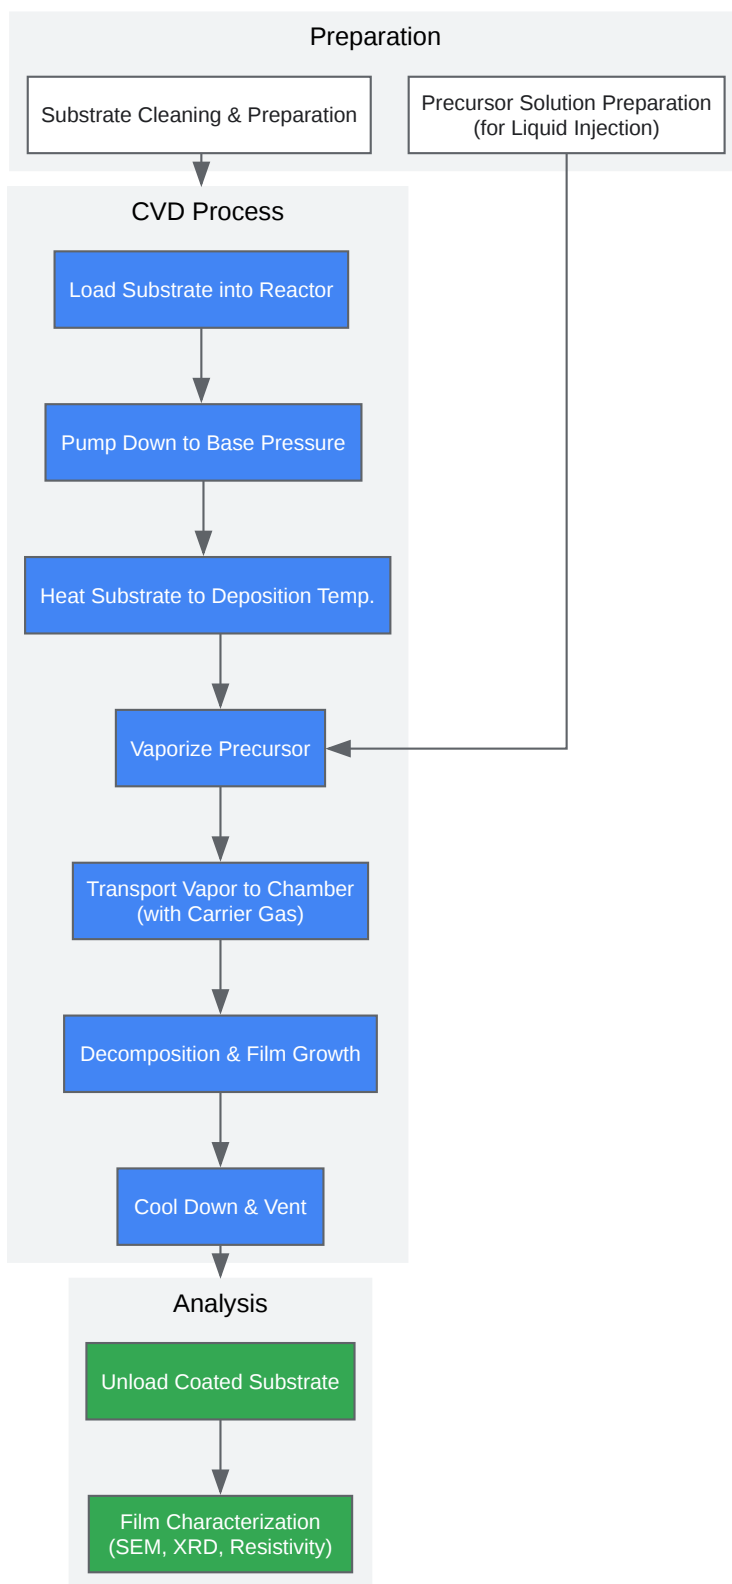 Preparation
Substrate Cleaning & Preparation
Precursor Solution Preparation
(for Liquid Injection)
CVD Process
Load Substrate into Reactor
Pump Down to Base Pressure
Heat Substrate to Deposition Temp.
Vaporize Precursor
Transport Vapor to Chamber
(with Carrier Gas)
Decomposition & Film Growth
Cool Down & Vent
Analysis
Unload Coated Substrate
Film Characterization
(SEM, XRD, Resistivity)